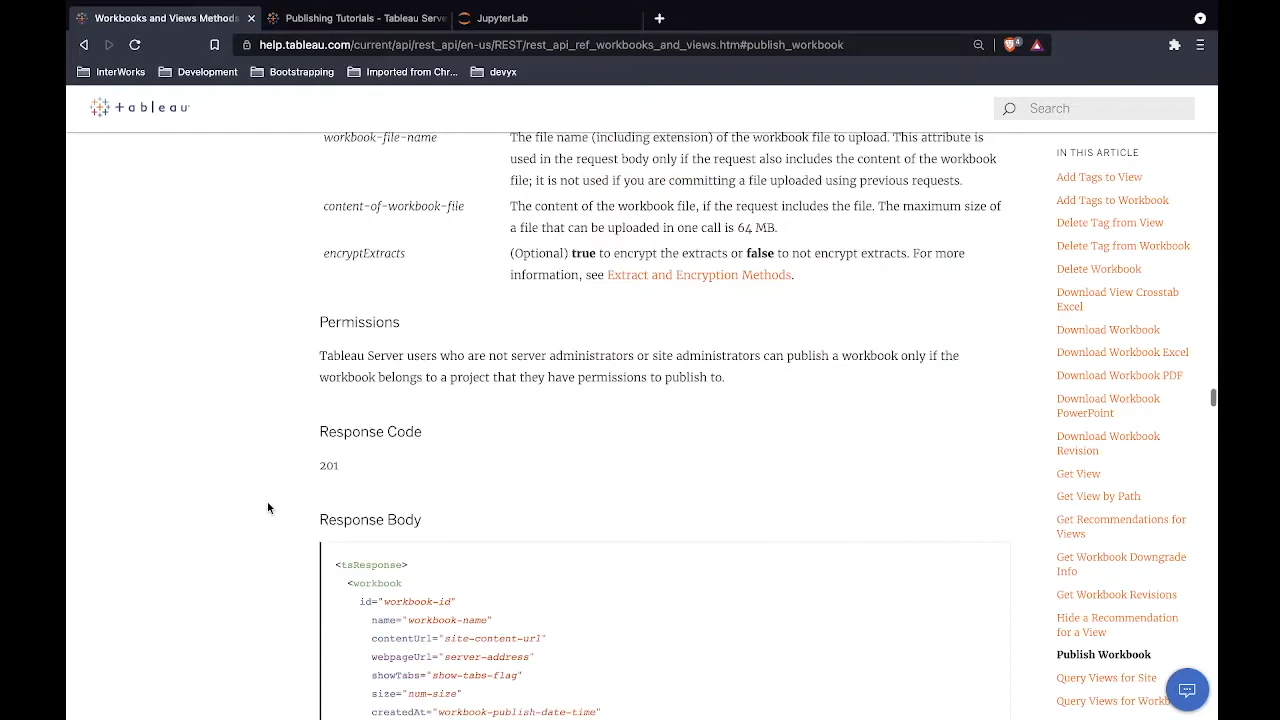 Workbooks and Views Methods
Publishing Tutorials - Tableau Serve
JupyterLab
help.tableau.com/current/api/rest_api/en-us/REST/rest_api_ref_workbooks_and_views.htm#publish_workbook
4
InterWorks
Development
Bootstrapping
Imported from Chr...
devyx
+ableau
Search
workbook-file-name
The file name (including extension) of the workbook file to upload. This attribute is
used in the request body only if the request also includes the content of the workbook
file; it is not used if you are committing a file uploaded using previous requests.
content-of-workbook-file
The content of the workbook file, if the request includes the file. The maximum size of
a file that can be uploaded in one call is 64 MB.
encryptExtracts
(Optional) true to encrypt the extracts or false to not encrypt extracts. For more
information, see Extract and Encryption Methods.
Permissions
Tableau Server users who are not server administrators or site administrators can publish a workbook only if the
workbook belongs to a project that they have permissions to publish to.
Response Code
201
Response Body
<tsResponse>
<workbook
id="workbook-id"
name="workbook-name"
contentUrl="site-content-url"
webpageUrl="server-address"
showTabs="show-tabs-flag"
size="num-size"
createdAt="workbook-publish-date-time"
IN THIS ARTICLE
Add Tags to View
Add Tags to Workbook
Delete Tag from View
Delete Tag from Workbook
Delete Workbook
Download View Crosstab
Excel
Download Workbook
Download Workbook Excel
Download Workbook PDF
Download Workbook
PowerPoint
Download Workbook
Revision
Get View
Get View by Path
Get Recommendations for
Views
Get Workbook Downgrade
Info
Get Workbook Revisions
Hide a Recommendation
for a View
Publish Workbook
Query Views for Site
Query Views for Workb